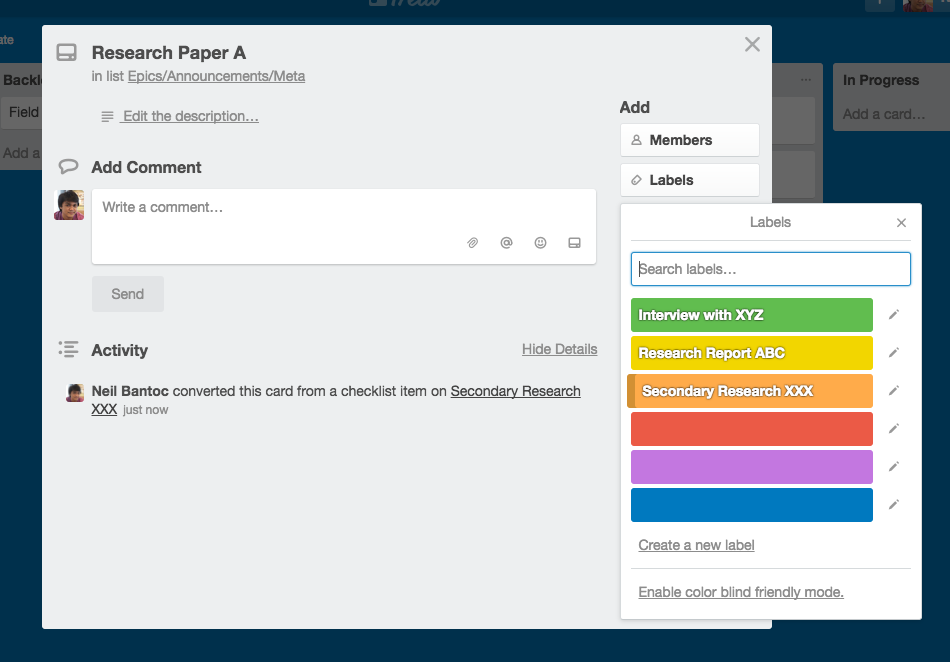 Trello
ate
Research Paper A
in list Epics/Announcements/Meta
Backl
In Progress
Field
Edit the description…
Add
Add a card…
Members
Add a
Add Comment
Labels
Write a comment…
Labels
Search labels…
Send
Interview with XYZ
Activity
Hide Details
Research Report ABC
Neil Bantoc converted this card from a checklist item on Secondary Research
XXX just now
Secondary Research XXX
Create a new label
Enable color blind friendly mode.